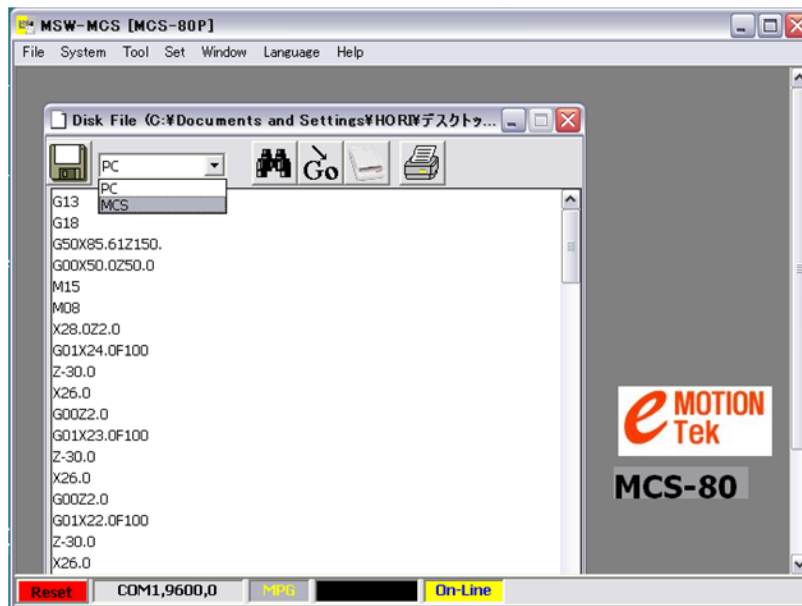 MSW-MCS [MCS-80P]
File System Tool Set Window Language Help
Disk File (C:¥Documents and Settings¥HORI¥デスクトッ...
PC
Go
PC
MCS
G13
G18
G50X85.61Z150.
G00X50.0Z50.0
M15
M08
X28.0Z2.0
G01X24.0F100
Z-30.0
X26.0
G00Z2.0
G01X23.0F100
Z-30.0
X26.0
G00Z2.0
G01X22.0F100
Z-30.0
X26.0
e MOTION
Tek
MCS-80
Reset COM1,9600,0 MPG On-Line